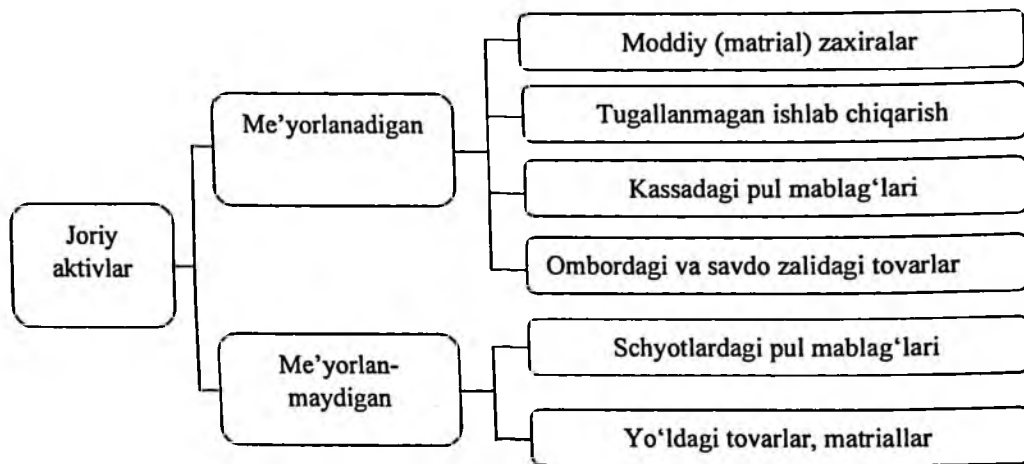 Joriy
aktivlar
Me'yorlanadigan
Moddiy (matrial) zaxiralar
Tugallanmagan ishlab chiqarish
Kassadagi pul mablag‘lari
Ombordagi va savdo zalidagi tovarlar
Me'yorlan-
maydigan
Schyotlardagi pul mablag‘lari
Yo‘ldagi tovarlar, matriallar